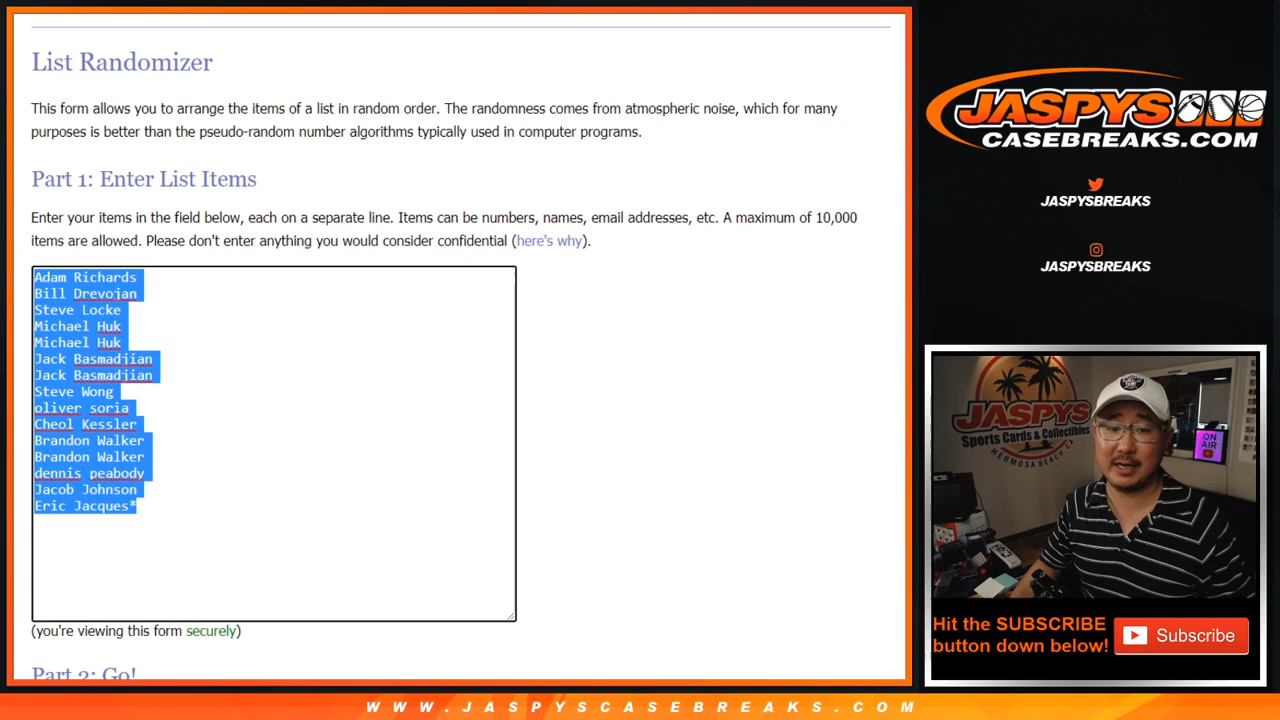 List Randomizer
This form allows you to arrange the items of a list in random order. The randomness comes from atmospheric noise, which for many
purposes is better than the pseudo-random number algorithms typically used in computer programs.
Part 1: Enter List Items
Enter your items in the field below, each on a separate line. Items can be numbers, names, email addresses, etc. A maximum of 10,000
items are allowed. Please don't enter anything you would consider confidential (here's why).
Adam Richards
Bill Drevojan
Steve Locke
Michael Huk
Michael Huk
Jack Basmadjian
Jack Basmadjian
Steve Wong
oliver soria
Cheol Kessler
Brandon Walker
Brandon Walker
dennis peabody
Jacob Johnson
Eric Jacques*
(you're viewing this form securely)
Part 2: Go!
JASPYS
CASEBREAKS.COM
JASPYSBREAKS
JASPYSBREAKS
JASPYS
Sports Cards & Collectibles
HERMOSA BEACH CA
ON
AIR
Hit the SUBSCRIBE
button down below!
Subscribe
WWW.JASPYSCASEBREAKS.COM